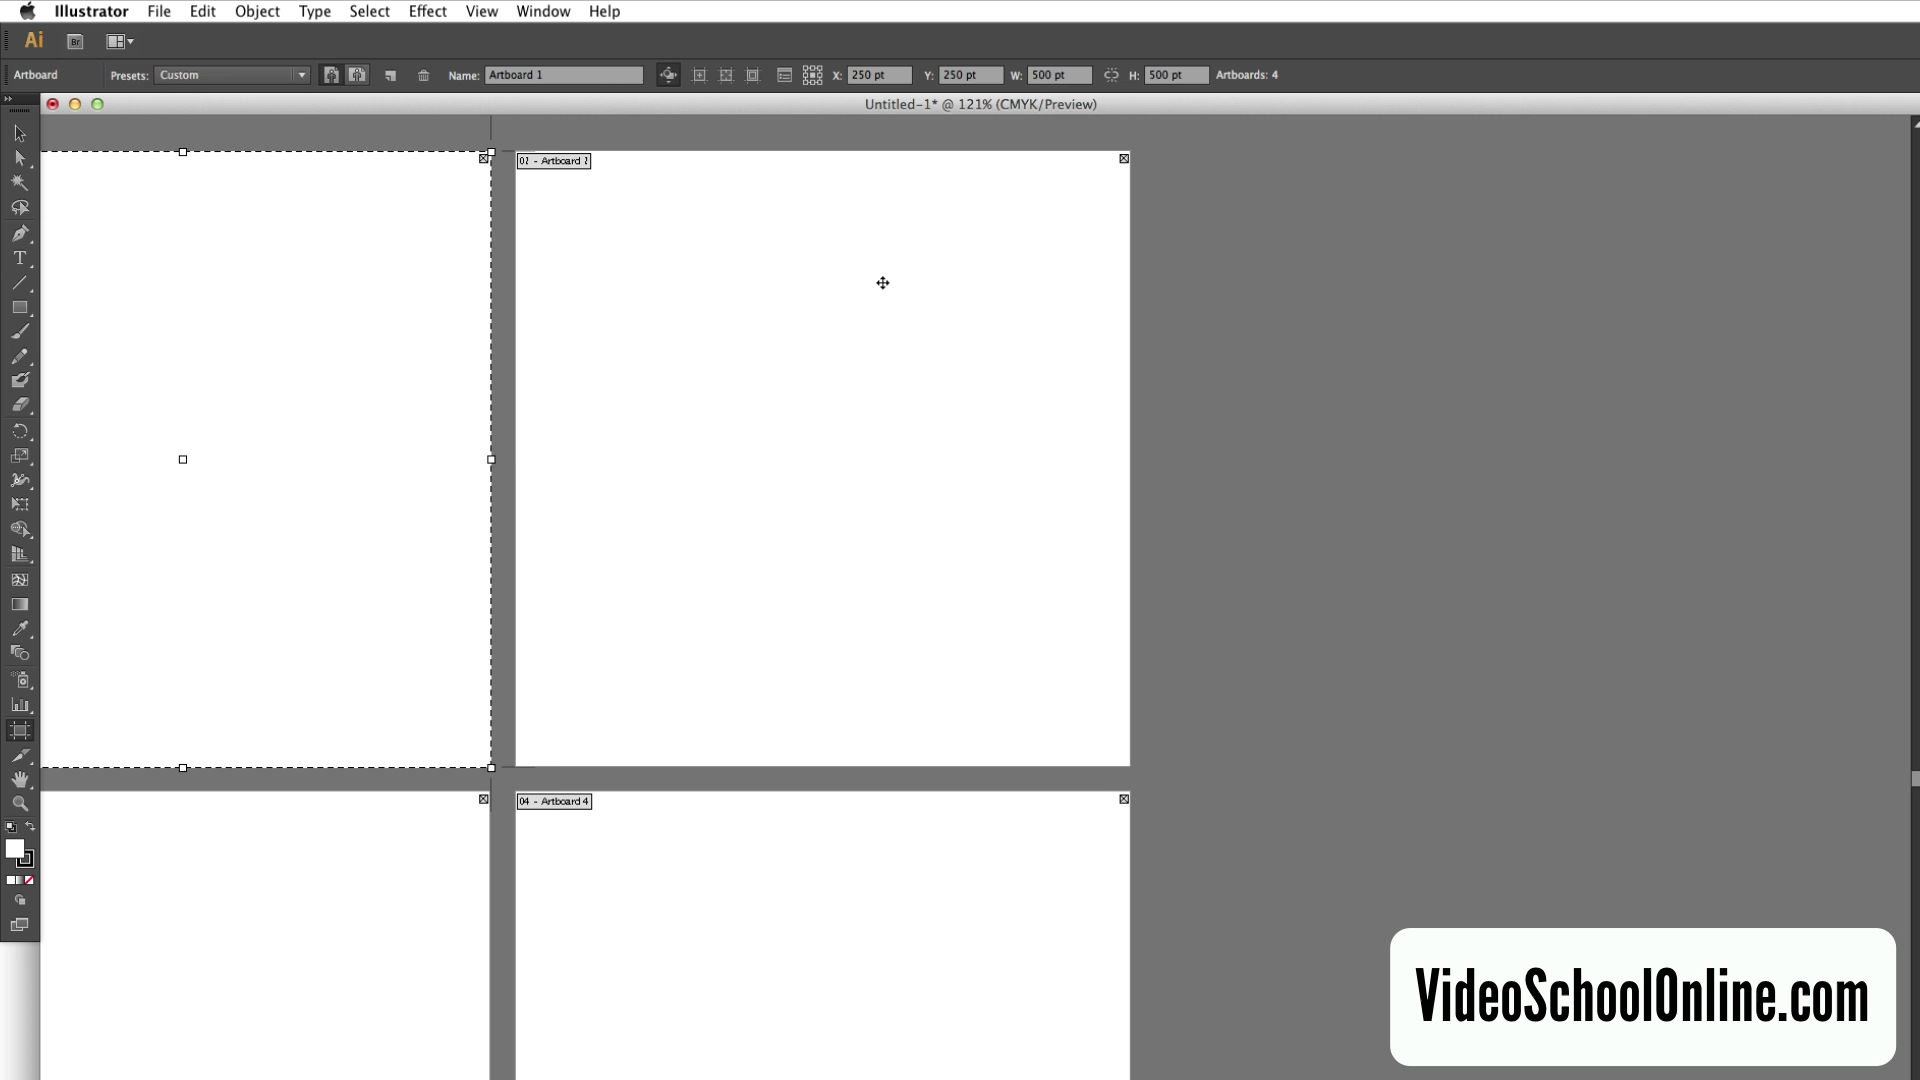 Illustrator File Edit Object Type Select Effect View Window Help
Ai Br
Artboard Presets: Custom Name: Artboard 1 X: 250 pt Y: 250 pt W: 500 pt H: 500 pt Artboards: 4
Untitled-1* @ 121% (CMYK/Preview)
02 - Artboard 2
T
04 - Artboard 4
VideoSchoolOnline.com